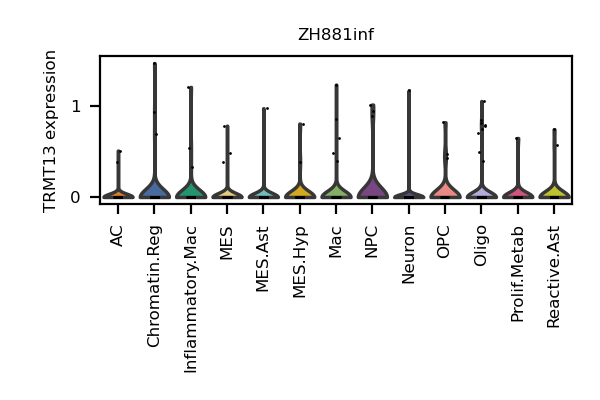 ZH881inf
TRMT13 expression
1
0
AC
Chromatin.Reg
Inflammatory.Mac
MES
MES.Ast
MES.Hyp
Mac
NPC
Neuron
OPC
Oligo
Prolif.Metab
Reactive.Ast